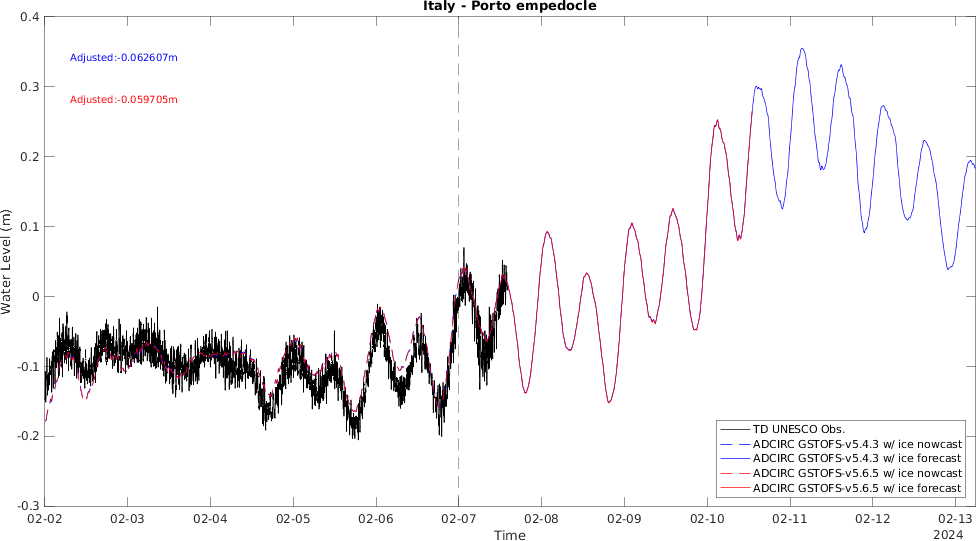 Italy - Porto empedocle
0.4
Adjusted:-0.062607m
0.3
Adjusted:-0.059705m
0.2
0.1
Water Level (m)
0
-0.1
-0.2
-0.3
TD UNESCO Obs.
ADCIRC GSTOFS-v5.4.3 w/ ice nowcast
ADCIRC GSTOFS-v5.4.3 w/ ice forecast
ADCIRC GSTOFS-v5.6.5 w/ ice nowcast
ADCIRC GSTOFS-v5.6.5 w/ ice forecast
02-02 02-03 02-04 02-05 02-06 02-07 02-08 02-09 02-10 02-11 02-12 02-13
Time
2024